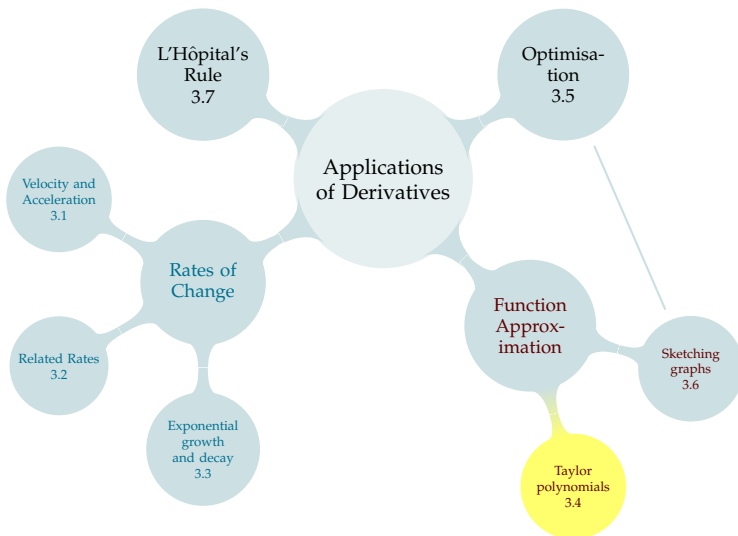 L'Hôpital's
Rule
3.7
Optimisa-
tion
3.5
Applications
of Derivatives
Velocity and
Acceleration
3.1
Rates of
Change
Function
Approx-
imation
Related Rates
3.2
Sketching
graphs
3.6
Exponential
growth
and decay
3.3
Taylor
polynomials
3.4